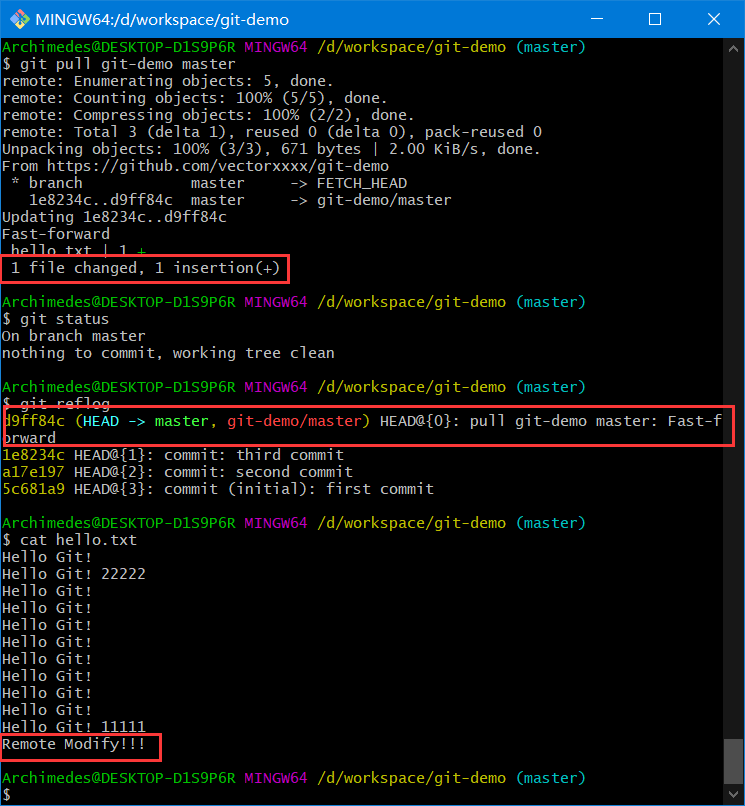 MINGW64:/d/workspace/git-demo
Archimedes@DESKTOP-D1S9P6R MINGW64 /d/workspace/git-demo (master)
$ git pull git-demo master
remote: Enumerating objects: 5, done.
remote: Counting objects: 100% (5/5), done.
remote: Compressing objects: 100% (2/2), done.
remote: Total 3 (delta 1), reused 0 (delta 0), pack-reused 0
Unpacking objects: 100% (3/3), 671 bytes | 2.00 KiB/s, done.
From https://github.com/vectorxxxx/git-demo
 * branch            master     -> FETCH_HEAD
   1e8234c..d9ff84c  master     -> git-demo/master
Updating 1e8234c..d9ff84c
Fast-forward
 hello.txt | 1 +
 1 file changed, 1 insertion(+)
Archimedes@DESKTOP-D1S9P6R MINGW64 /d/workspace/git-demo (master)
$ git status
On branch master
nothing to commit, working tree clean
Archimedes@DESKTOP-D1S9P6R MINGW64 /d/workspace/git-demo (master)
$ git reflog
d9ff84c (HEAD -> master, git-demo/master) HEAD@{0}: pull git-demo master: Fast-f
orward
1e8234c HEAD@{1}: commit: third commit
a17e197 HEAD@{2}: commit: second commit
5c681a9 HEAD@{3}: commit (initial): first commit
Archimedes@DESKTOP-D1S9P6R MINGW64 /d/workspace/git-demo (master)
$ cat hello.txt
Hello Git!
Hello Git! 22222
Hello Git!
Hello Git!
Hello Git!
Hello Git!
Hello Git!
Hello Git!
Hello Git!
Hello Git!
Hello Git! 11111
Remote Modify!!!
Archimedes@DESKTOP-D1S9P6R MINGW64 /d/workspace/git-demo (master)
$